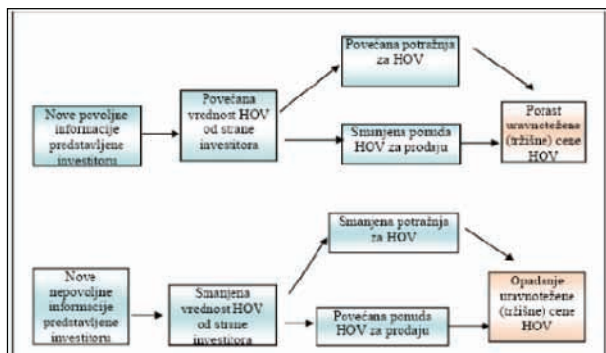 Nove povoljne
informacije
predstavljene
investitoru
Povećana
vrednost HOV
od strane
investitora
Povećana potražnja
za HOV
Smanjena ponuda
HOV za prodaju
Porast
uravnotežene
(tržišne) cene
HOV
Nove
nepovoljne
informacije
predstavljene
investitoru
Smanjena
vrednost HOV
od strane
investitora
Smanjena potražnja
za HOV
Povećana ponuda
HOV za prodaju
Opadanje
uravnotežene
(tržišne) cene
HOV